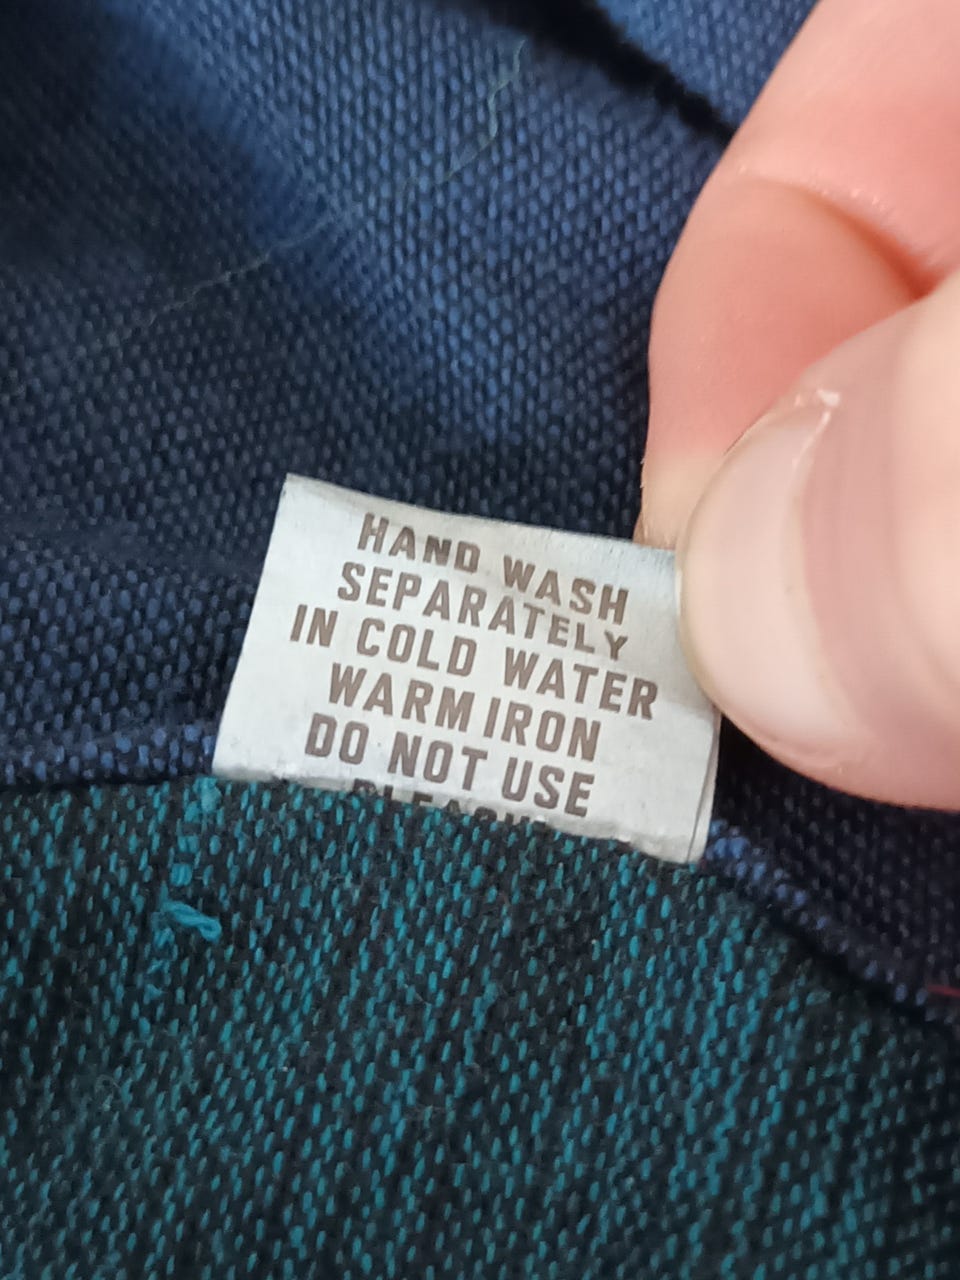 HAND WASH
SEPARATELY
IN COLD WATER
WARM IRON
DO NOT USE